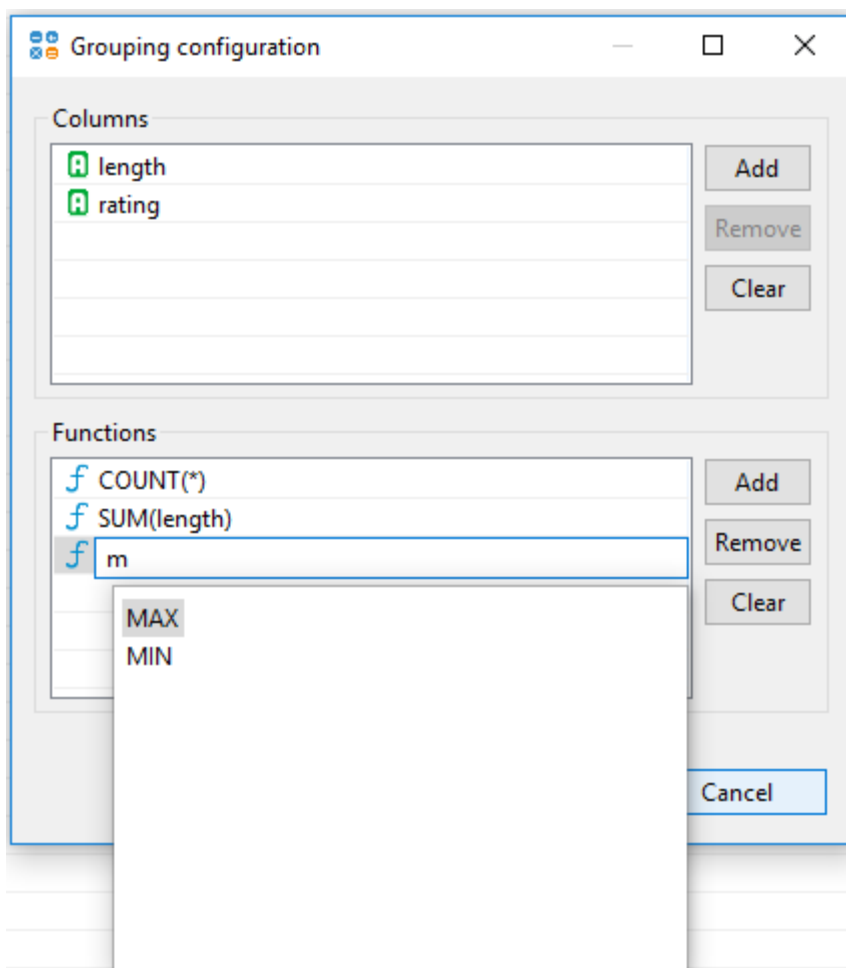 Grouping configuration
Columns
length
rating
Add
Remove
Clear
Functions
COUNT(*)
SUM(length)
m
MAX
MIN
Add
Remove
Clear
Cancel